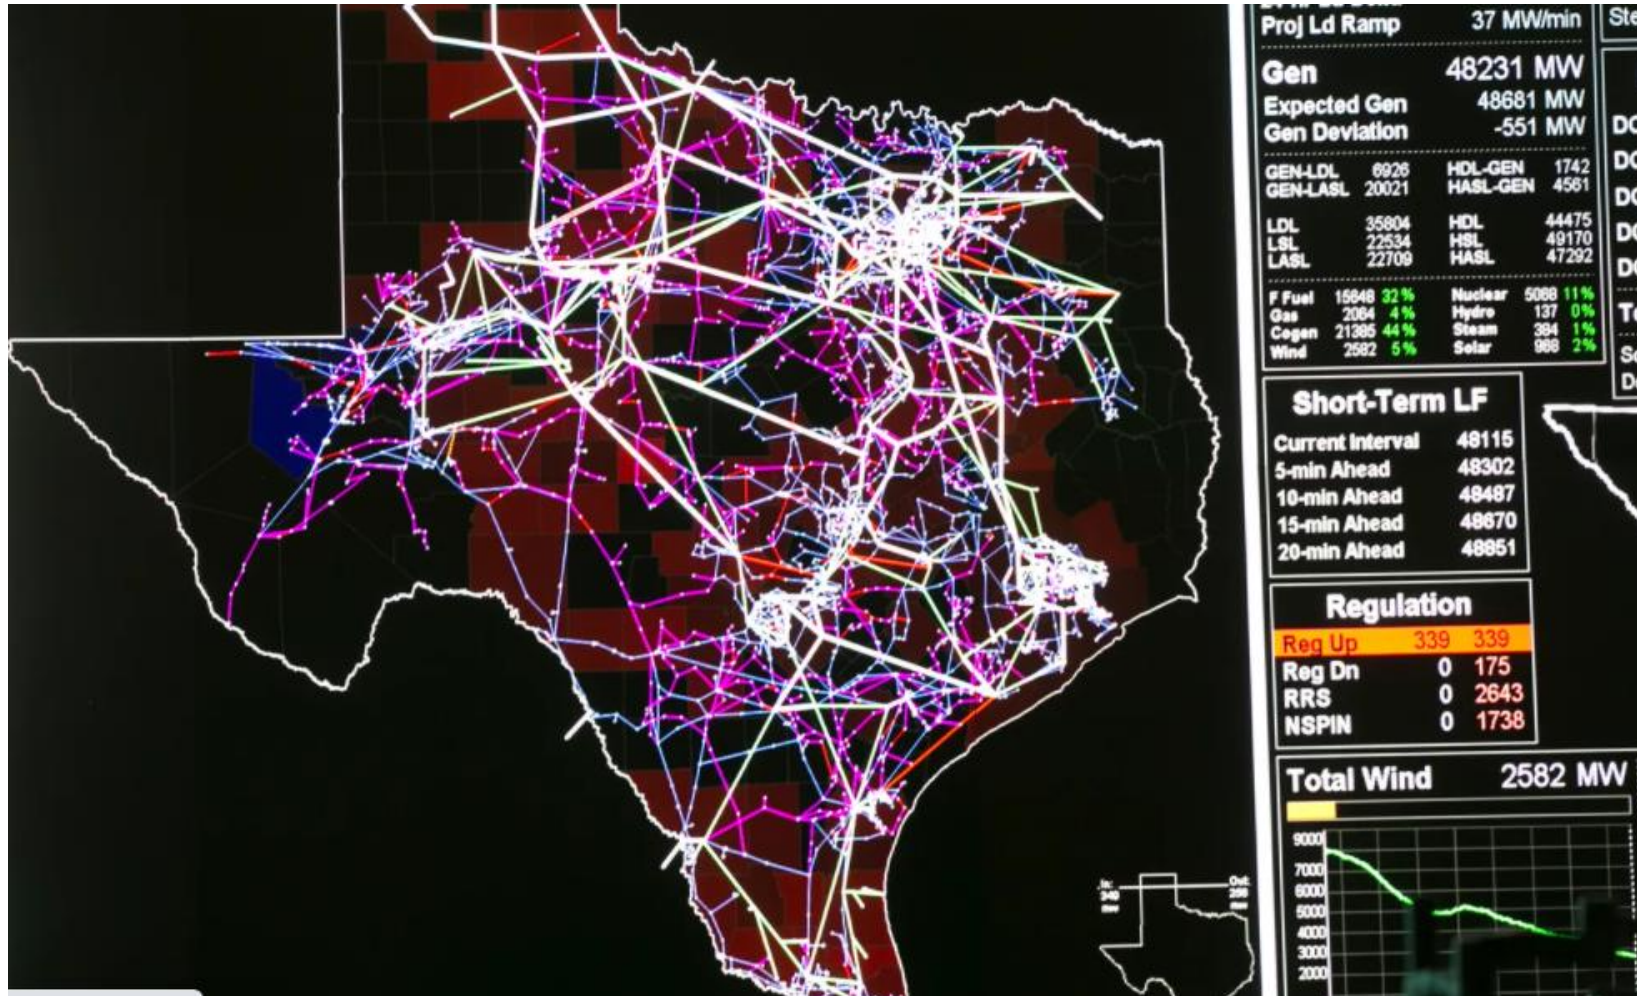 Proj Ld Ramp 37 MW/min
Gen 48231 MW
Expected Gen 48681 MW
Gen Deviation -551 MW
GEN-LDL 6926 HDL-GEN 1742
GEN-LASL 20021 HASL-GEN 4561
LDL 35804 HDL 44475
LSL 22534 HSL 49170
LASL 22709 HASL 47292
F Fuel 15648 32% Nuclear 5088 11%
Gas 2064 4% Hydro 137 0%
Cogen 21385 44% Steam 384 1%
Wind 2582 5% Solar 988 2%
Short-Term LF
Current Interval 48115
5-min Ahead 48302
10-min Ahead 48487
15-min Ahead 48670
20-min Ahead 48851
Regulation
Reg Up 339 339
Reg Dn 0 175
RRS 0 2643
NSPIN 0 1738
Total Wind 2582 MW
9000
7000
6000
5000
4000
3000
2000
In: Out: